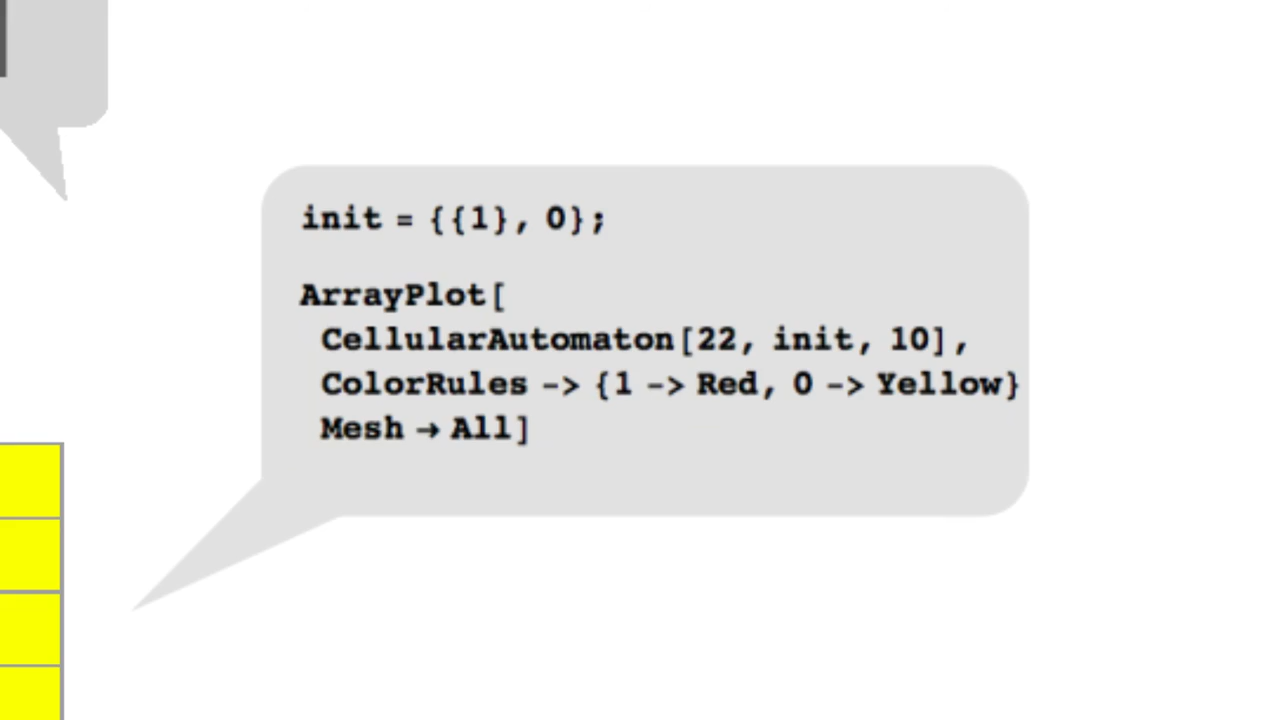 init = {{1}, 0};
ArrayPlot[
CellularAutomaton[22, init, 10],
ColorRules -> {1 -> Red, 0 -> Yellow}
Mesh → All]